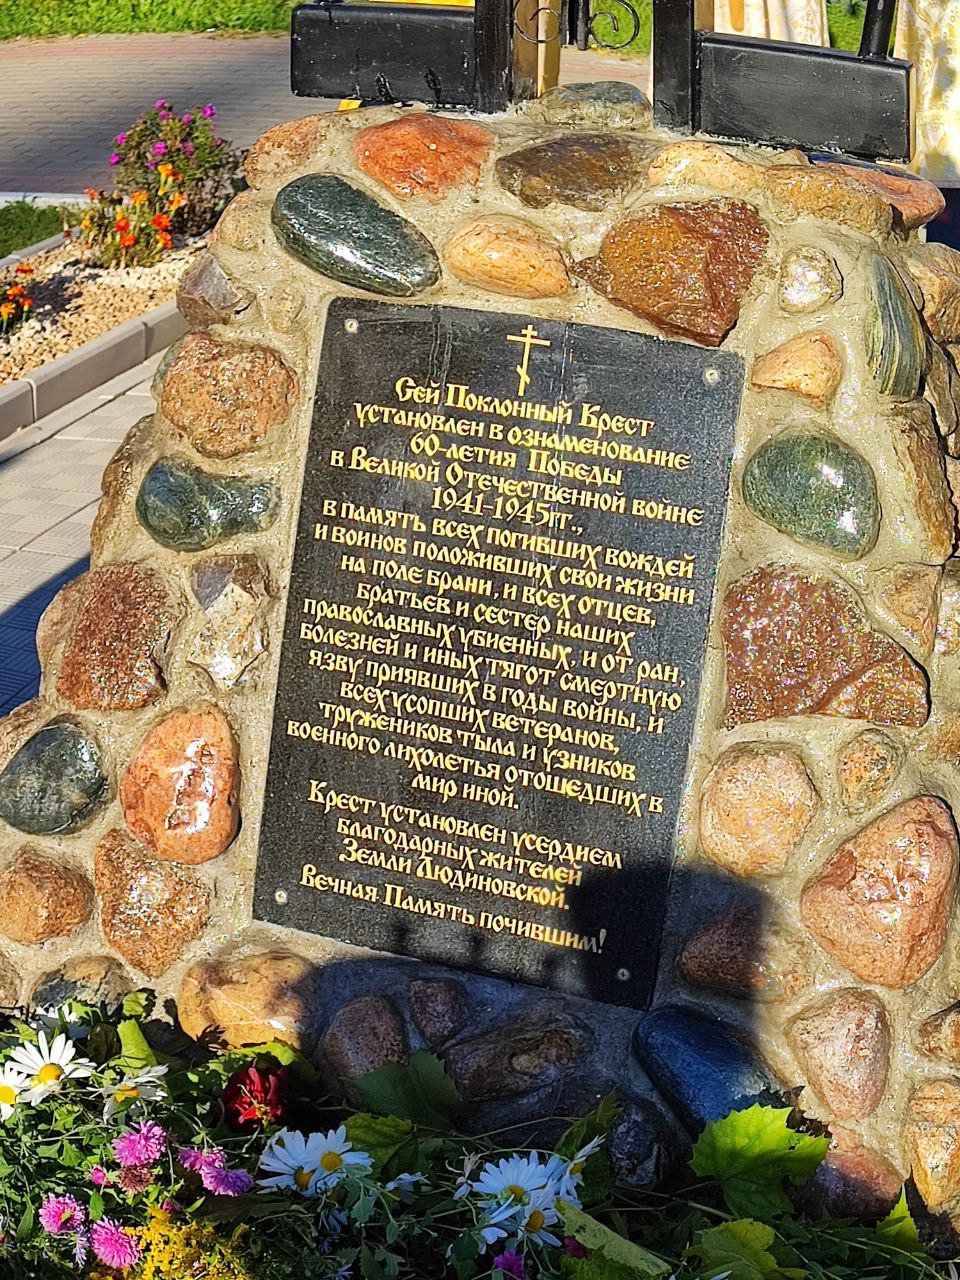 Сей Поклонный Крест
установлен в ознаменование
60-летия Победы
в Великой Отечественной войне
1941-1945гг.,
в память всех погибших вождей
и воинов положивших свои жизни
на поле брани, и всех отцев,
братьев и сестер наших
православных убиенных, и от ран,
болезней и иных тягот смертную
язву приявших в годы войны, и
всех усопших ветеранов,
тружеников тыла и узников
военного лихолетья отошедших в
мир иной.
Крест установлен усердием
благодарных жителей
Земли Людиновской.
Вечная Память почившим!